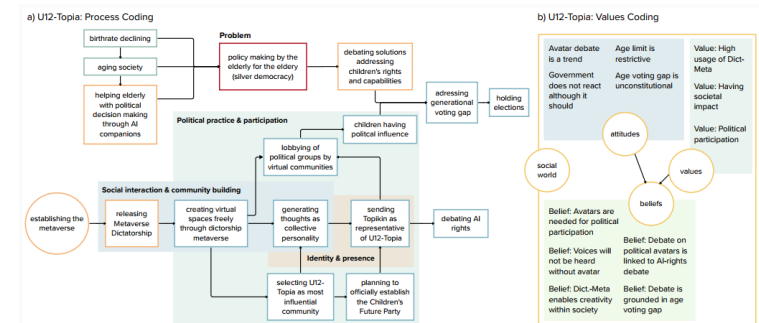 a) U12-Topia: Process Coding
Problem
birthrate declining
aging society
helping elderly
with political
decision making
through AI
companions
policy making by the
elderly for the eldery
(silver democracy)
debating solutions
addressing
children's rights
and capabilities
adressing
generational
voting gap
holding
elections
Political practice & participation
children having
politcal influence
lobbying of
political groups by
virtual communities
Social interaction & community building
establishing the
metaverse
releasing
Metaverse
Dictatorship
creating virtual
spaces freely
through dictorship
metaverse
generating
thoughts as
collective
personality
sending
Topikin as
representative
of U12-Topia
debating AI
rights
Identity & presence
selecting U12-
Topia as most
influential
community
planning to
officially establish
the Children's
Future Party
b) U12-Topia: Values Coding
Avatar debate
is a trend
Government
does not react
although it
should
Age limit is
restrictive
Age voting gap is
unconstitutional
Value: High
usage of Dict-
Meta
Value: Having
societal
impact
Value: Political
participation
attitudes
social
world
values
beliefs
Belief: Avatars are
needed for political
participation
Belief: Voices will
not be heard
without avatar
Belief: Dict.-Meta
enables creativity
within society
Belief: Debate on
political avatars is
linked to AI-rights
debate
Belief: Debate is
grounded in age
voting gap